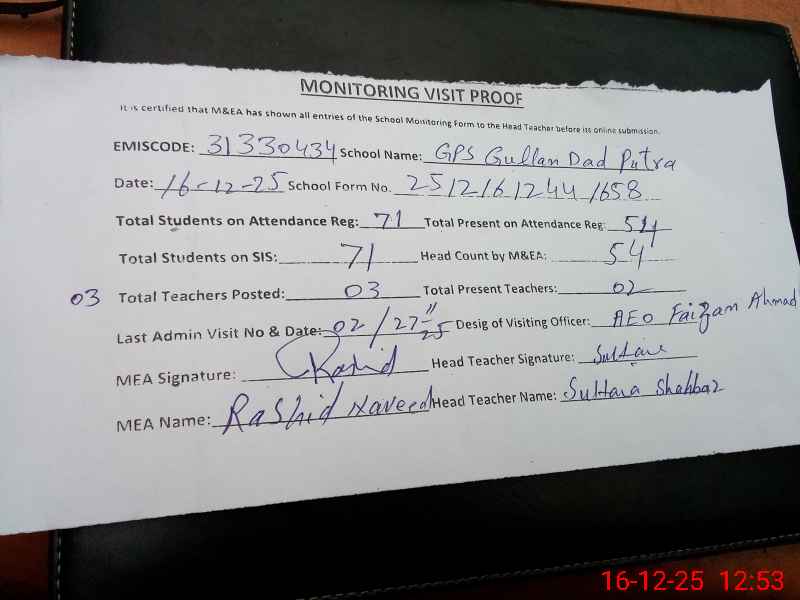 MONITORING VISIT PROOF
It is certified that M&EA has shown all entries of the School Monitoring Form to the Head Teacher before its online submission.
EMISCODE: 31330434 School Name: GPS Gullan Dad Putra
Date: 16-12-25 School Form No. 25121612441658
Total Students on Attendance Reg: 71 Total Present on Attendance Reg: 54
Total Students on SIS: 71 Head Count by M&EA: 54
03 Total Teachers Posted: 03 Total Present Teachers: 02
Last Admin Visit No & Date: 02/27-11-25 Desig of Visiting Officer: AEO Faizam Ahmad
MEA Signature: Rashid Head Teacher Signature: Sultana
MEA Name: Rashid Naveed Head Teacher Name: Sultana Shahbaz
16-12-25 12:53